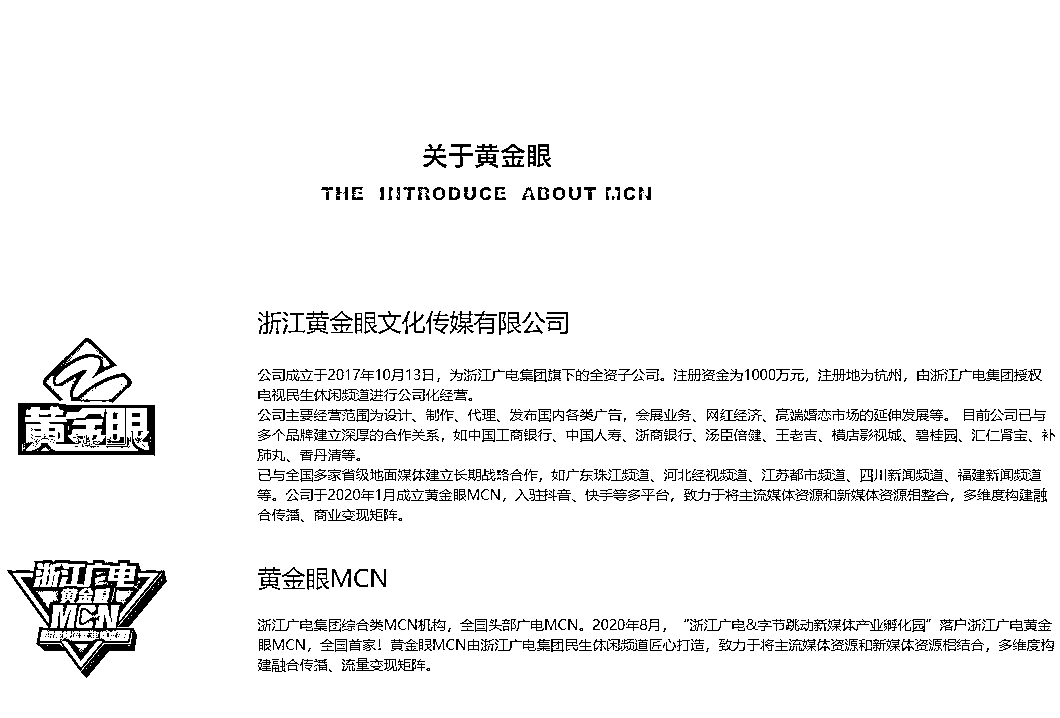 关于黄金眼
THE INTRODUCE ABOUT MCN
浙江黄金眼文化传媒有限公司
公司成立于2017年10月13日，为浙江广电集团旗下的全资子公司。注册资金为1000万元，注册地为杭州，由浙江广电集团授权
电视民生休闲频道进行公司化经营。
公司主要经营范围为设计、制作、代理、发布国内各类广告，会展业务、网红经济、高端婚恋市场的延伸发展等。 目前公司已与
多个品牌建立深厚的合作关系，如中国工商银行、中国人寿、浙商银行、汤臣倍健、王老吉、横店影视城、碧桂园、汇仁肾宝、补
肺丸、香丹清等。
已与全国多家省级地面媒体建立长期战略合作，如广东珠江频道、河北经视频道、江苏都市频道、四川新闻频道、福建新闻频道
等。公司于2020年1月成立黄金眼MCN，入驻抖音、快手等多平台，致力于将主流媒体资源和新媒体资源相整合，多维度构建融
合传播、商业变现矩阵。
黄金眼
浙江广电
黄金眼
MCN
黄金眼MCN
浙江广电集团综合类MCN机构，全国头部广电MCN。2020年8月，“浙江广电&字节跳动新媒体产业孵化园”落户浙江广电黄金
眼MCN，全国首家！黄金眼MCN由浙江广电集团民生休闲频道匠心打造，致力于将主流媒体资源和新媒体资源相结合，多维度构
建融合传播、流量变现矩阵。